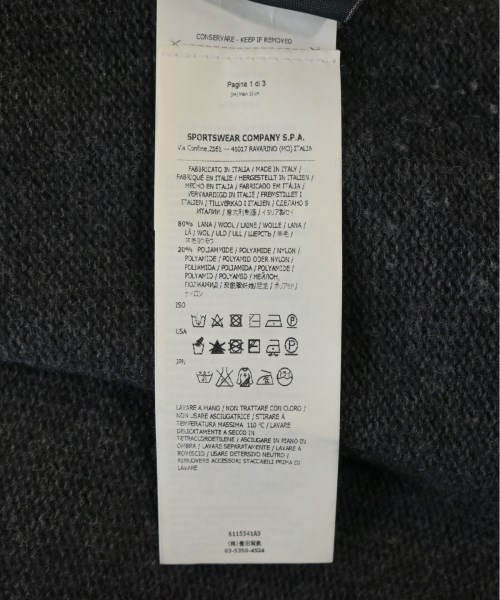 CONSERVARE - KEEP IF REMOVED
Pagina 1 di 3
SPORTSWEAR COMPANY S.P.A.
Via Confine,2161 — 41017 RAVARINO (MO) ITALIA
FABBRICATO IN ITALIA / MADE IN ITALY /
FABRIQUÉ EN ITALIE / HERGESTELLT IN ITALIEN /
HECHO EN ITALIA / FABRICADO EM ITÁLIA /
VERVAARDIGD IN ITALIË / FREMSTILLET I
ITALIEN / TILLVERKAD I ITALIEN / СДЕЛАНО В
ИТАЛИИ / 意大利制造 / イタリア製
80% LANA / WOOL / LAINE / WOLLE / LANA /
LÃ / WOL / ULD / ULL / ШЕРСТЬ / 羊毛 /
20% POLIAMMIDE / POLYAMIDE / NYLON /
POLYAMIDE / POLYAMID ODER NYLON /
POLIAMIDA / POLIAMIDA / POLYAMIDE /
POLYAMID / POLYAMID / НЕЙЛОН,
ПОЛИАМИД /
ナイロン
ISO
USA
JPN
LAVARE A MANO / NON TRATTARE CON CLORO /
NON USARE ASCIUGATRICE / STIRARE A
TEMPERATURA MASSIMA 110 °C / LAVARE
DELICATAMENTE A SECCO IN
TETRACLOROETILENE / ASCIUGARE IN PIANO IN
OMBRA / LAVARE SEPARATAMENTE / LAVARE A
ROVESCIO / USARE DETERSIVO NEUTRO /
RIMUOVERE ACCESSORI STACCABILI PRIMA DI
LAVARE
6115541A3
03-5350-4524